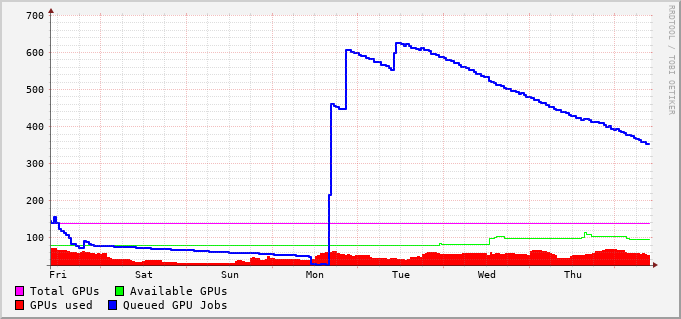 700
600
500
400
300
200
100
Fri Sat Sun Mon Tue Wed Thu
Total GPUs Available GPUs
GPUs used Queued GPU Jobs
RRDTOOL / TOBI OETIKER